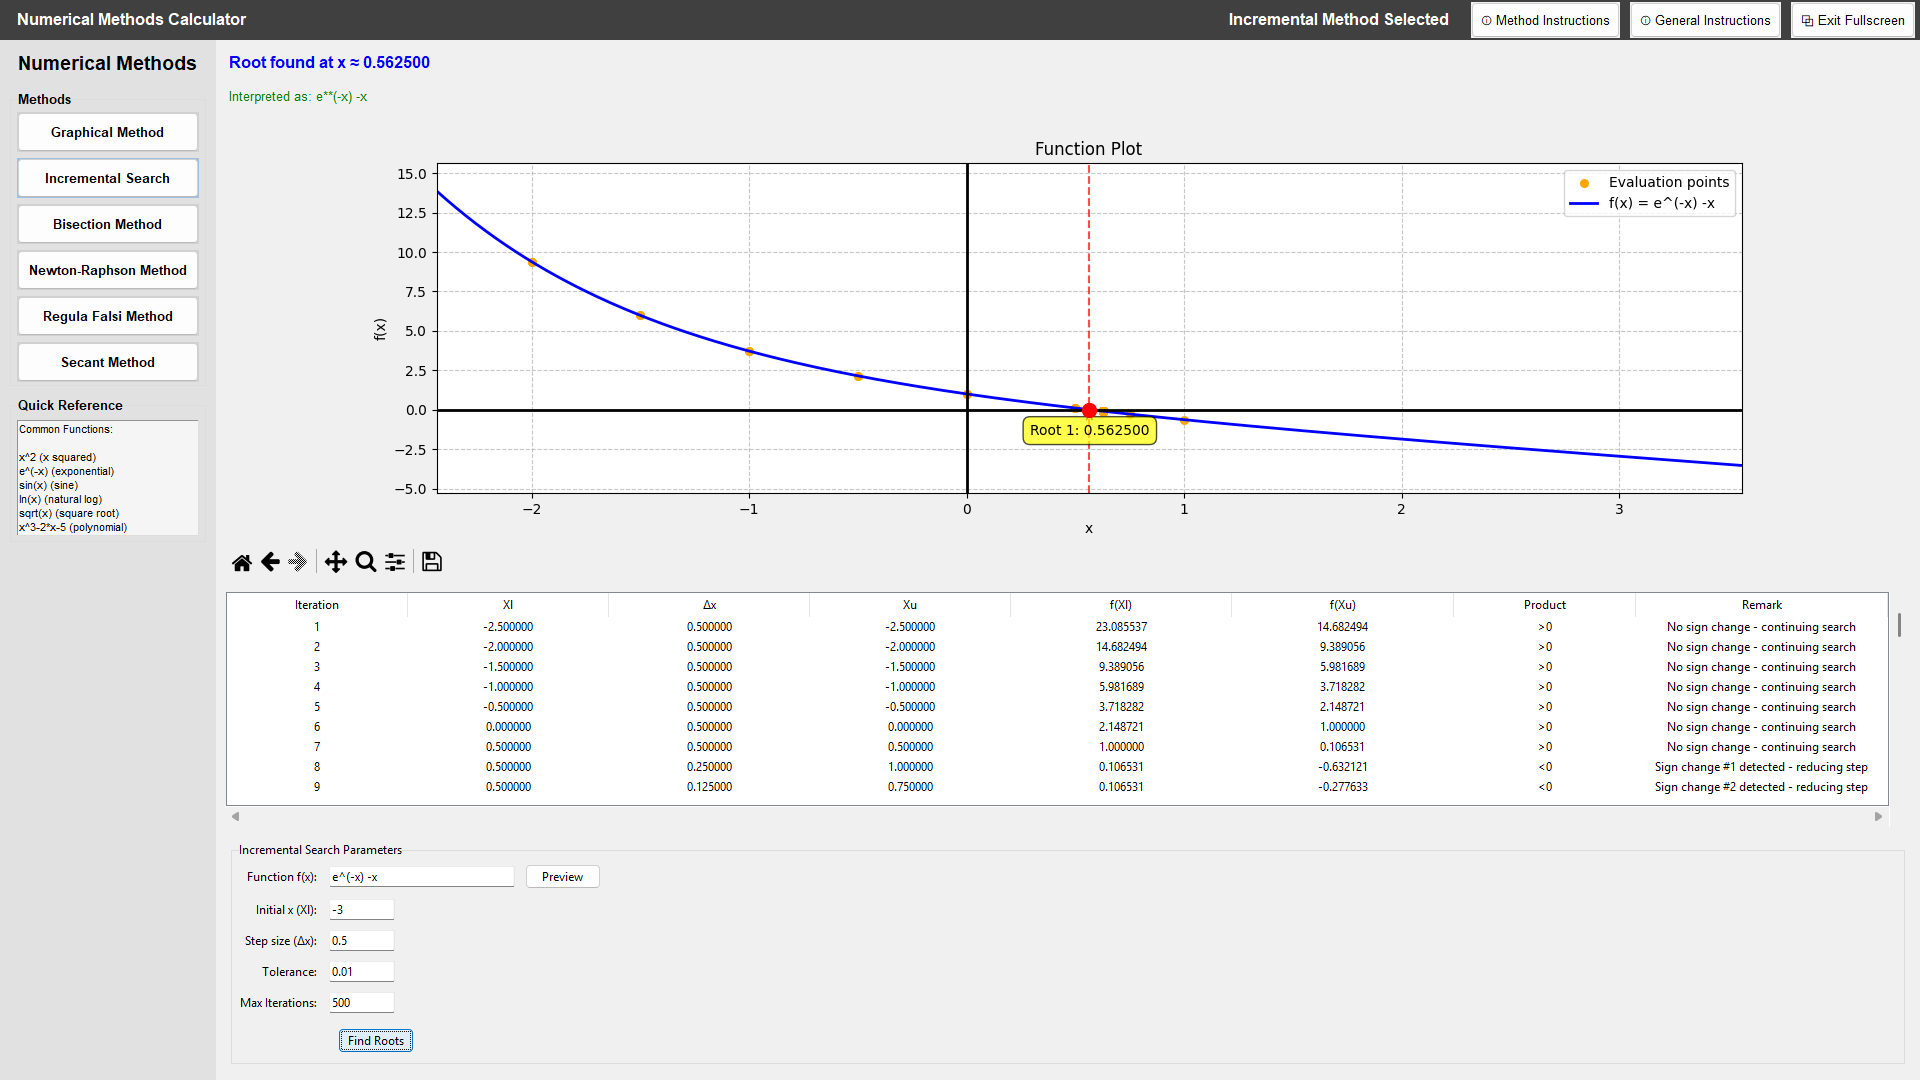 Numerical Methods Calculator
Incremental Method Selected
Method Instructions
General Instructions
Exit Fullscreen
Numerical Methods
Methods
Graphical Method
Incremental Search
Bisection Method
Newton-Raphson Method
Regula Falsi Method
Secant Method
Quick Reference
Common Functions:
x^2 (x squared)
e^(-x) (exponential)
sin(x) (sine)
ln(x) (natural log)
sqrt(x) (square root)
x^3-2*x-5 (polynomial)
Root found at x ≈ 0.562500
Interpreted as: e**(-x) -x
Function Plot
f(x)
15.0
12.5
10.0
7.5
5.0
2.5
0.0
−2.5
−5.0
Evaluation points
f(x) = e^(-x) -x
Root 1: 0.562500
−2 −1 0 1 2 3
x
Iteration Xl Δx Xu f(Xl) f(Xu) Product Remark
1 -2.500000 0.500000 -2.500000 23.085537 14.682494 >0 No sign change - continuing search
2 -2.000000 0.500000 -2.000000 14.682494 9.389056 >0 No sign change - continuing search
3 -1.500000 0.500000 -1.500000 9.389056 5.981689 >0 No sign change - continuing search
4 -1.000000 0.500000 -1.000000 5.981689 3.718282 >0 No sign change - continuing search
5 -0.500000 0.500000 -0.500000 3.718282 2.148721 >0 No sign change - continuing search
6 0.000000 0.500000 0.000000 2.148721 1.000000 >0 No sign change - continuing search
7 0.500000 0.500000 0.500000 1.000000 0.106531 >0 No sign change - continuing search
8 0.500000 0.250000 1.000000 0.106531 -0.632121 <0 Sign change #1 detected - reducing step
9 0.500000 0.125000 0.750000 0.106531 -0.277633 <0 Sign change #2 detected - reducing step
Incremental Search Parameters
Function f(x): e^(-x) -x Preview
Initial x (Xl): -3
Step size (Δx): 0.5
Tolerance: 0.01
Max Iterations: 500
Find Roots